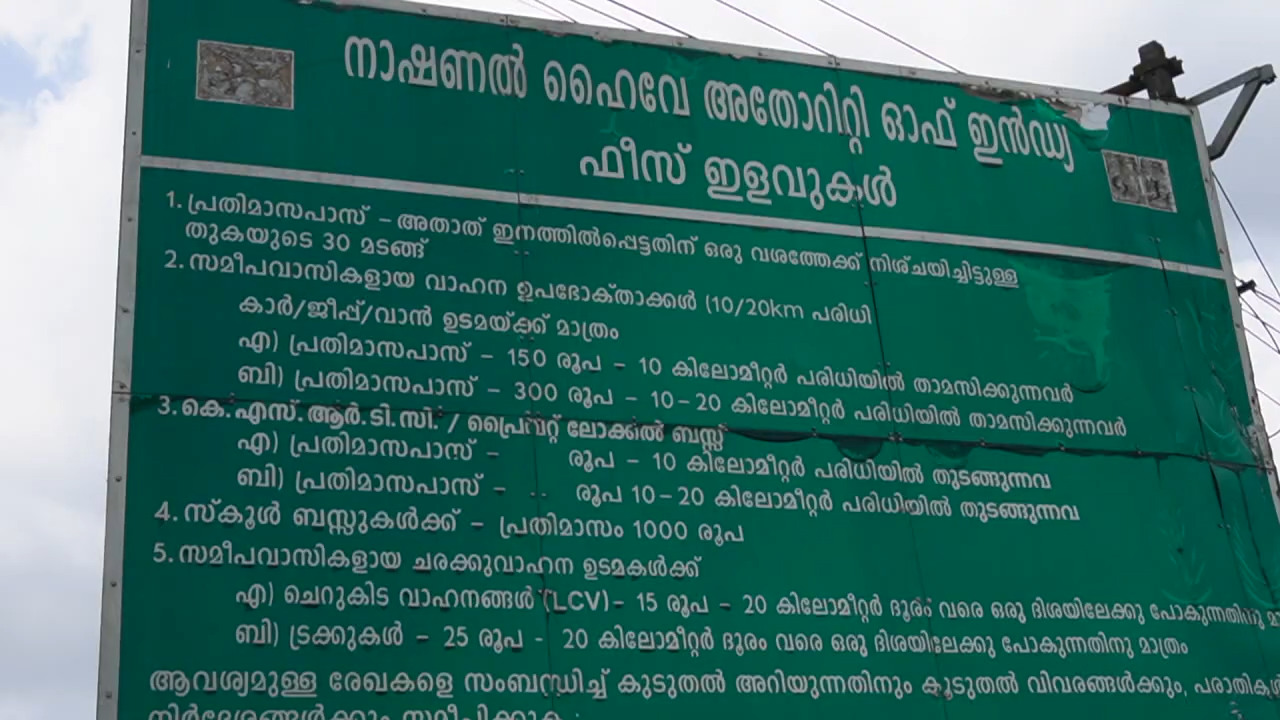 നാഷണൽ ഹൈവേ അതോറിറ്റി ഓഫ് ഇൻഡ്യ
ഫീസ് ഇളവുകൾ
1. പ്രതിമാസപാസ് – അതാത് ഇനത്തിൽപ്പെട്ടതിന് ഒരു വശത്തേക്ക് നിശ്ചയിച്ചിട്ടുള്ള
തുകയുടെ 30 മടങ്ങ്
2. സമീപവാസികളായ വാഹന ഉപഭോക്താക്കൾ (10/20km പരിധി
കാർ/ജീപ്പ്/വാൻ ഉടമയ്ക്ക് മാത്രം
എ) പ്രതിമാസപാസ് – 150 രൂപ – 10 കിലോമീറ്റർ പരിധിയിൽ താമസിക്കുന്നവർ
ബി) പ്രതിമാസപാസ് – 300 രൂപ – 10–20 കിലോമീറ്റർ പരിധിയിൽ താമസിക്കുന്നവർ
3. കെ.എസ്.ആർ.ടി.സി. / പ്രൈവറ്റ് ലോക്കൽ ബസ്സ്
എ) പ്രതിമാസപാസ് – രൂപ – 10 കിലോമീറ്റർ പരിധിയിൽ തുടങ്ങുന്നവ
ബി) പ്രതിമാസപാസ് – രൂപ 10–20 കിലോമീറ്റർ പരിധിയിൽ തുടങ്ങുന്നവ
4. സ്കൂൾ ബസ്സുകൾക്ക് – പ്രതിമാസം 1000 രൂപ
5. സമീപവാസികളായ ചരക്കുവാഹന ഉടമകൾക്ക്
എ) ചെറുകിട വാഹനങ്ങൾ (LCV) – 15 രൂപ – 20 കിലോമീറ്റർ ദൂരം വരെ ഒരു ദിശയിലേക്കു പോകുന്നതിനു
ബി) ട്രക്കുകൾ – 25 രൂപ – 20 കിലോമീറ്റർ ദൂരം വരെ ഒരു ദിശയിലേക്കു പോകുന്നതിനു മാത്രം
ആവശ്യമുള്ള രേഖകളെ സംബന്ധിച്ച് കുടുതൽ അറിയുന്നതിനും കുടുതൽ വിവരങ്ങൾക്കും,